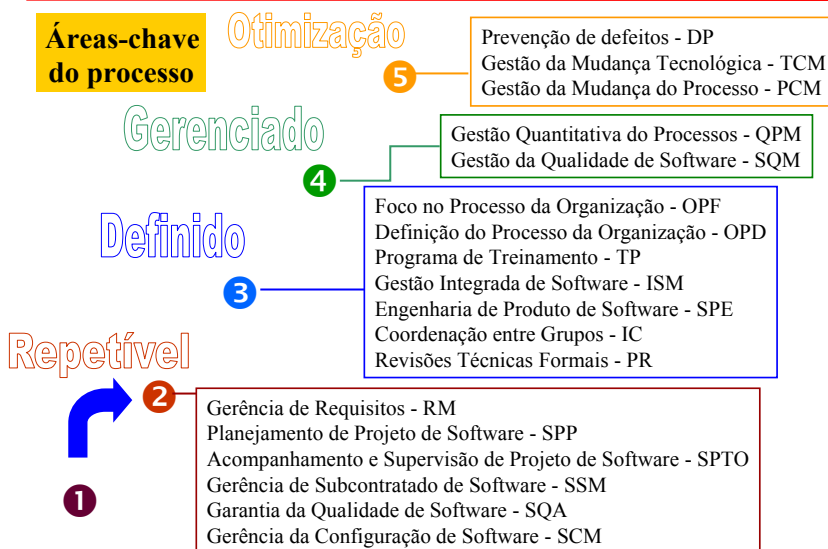 Áreas-chave
do processo
Otimização
5
Prevenção de defeitos - DP
Gestão da Mudança Tecnológica - TCM
Gestão da Mudança do Processo - PCM
Gerenciado
4
Gestão Quantitativa do Processos - QPM
Gestão da Qualidade de Software - SQM
Definido
3
Foco no Processo da Organização - OPF
Definição do Processo da Organização - OPD
Programa de Treinamento - TP
Gestão Integrada de Software - ISM
Engenharia de Produto de Software - SPE
Coordenação entre Grupos - IC
Revisões Técnicas Formais - PR
Repetível
2
Gerência de Requisitos - RM
Planejamento de Projeto de Software - SPP
Acompanhamento e Supervisão de Projeto de Software - SPTO
Gerência de Subcontratado de Software - SSM
Garantia da Qualidade de Software - SQA
Gerência da Configuração de Software - SCM
1